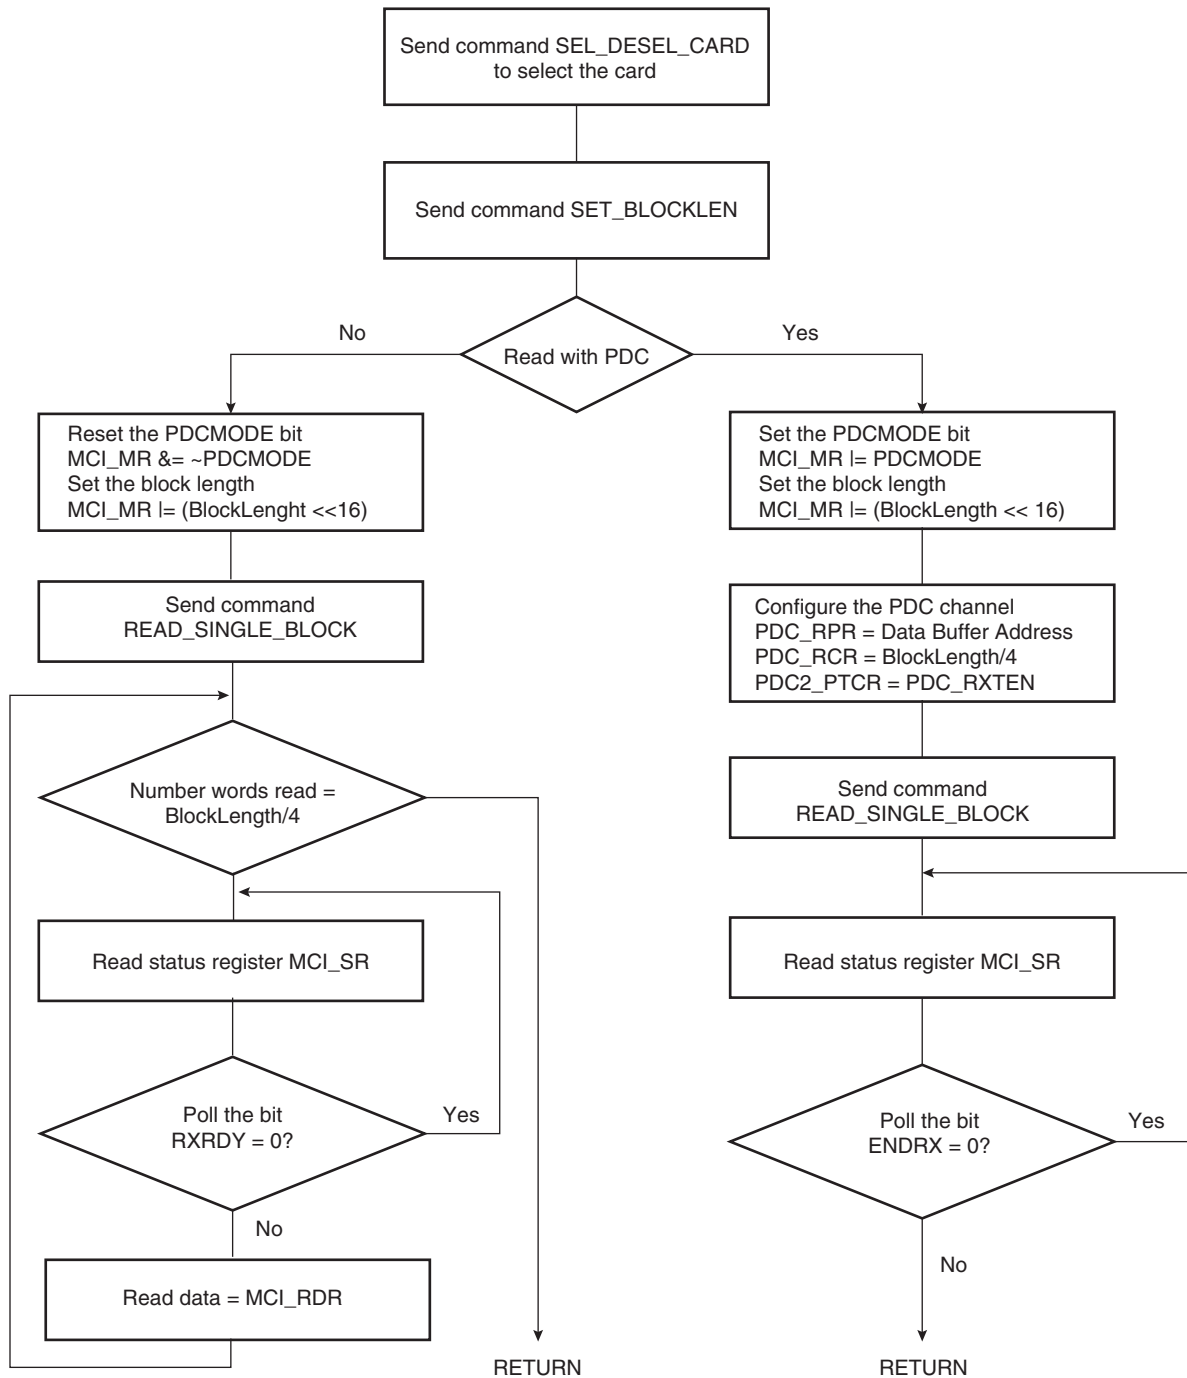 Send command SEL_DESEL_CARD
to select the card
Send command SET_BLOCKLEN
No
Yes
Read with PDC
Reset the PDCMODE bit
MCI_MR &= ~PDCMODE
Set the block length
MCI_MR |= (BlockLenght <<16)
Send command
READ_SINGLE_BLOCK
Number words read =
BlockLength/4
Read status register MCI_SR
Poll the bit
RXRDY = 0?
Yes
No
Read data = MCI_RDR
RETURN
Set the PDCMODE bit
MCI_MR |= PDCMODE
Set the block length
MCI_MR |= (BlockLength << 16)
Configure the PDC channel
PDC_RPR = Data Buffer Address
PDC_RCR = BlockLength/4
PDC2_PTCR = PDC_RXTEN
Send command
READ_SINGLE_BLOCK
Read status register MCI_SR
Poll the bit
ENDRX = 0?
Yes
No
RETURN